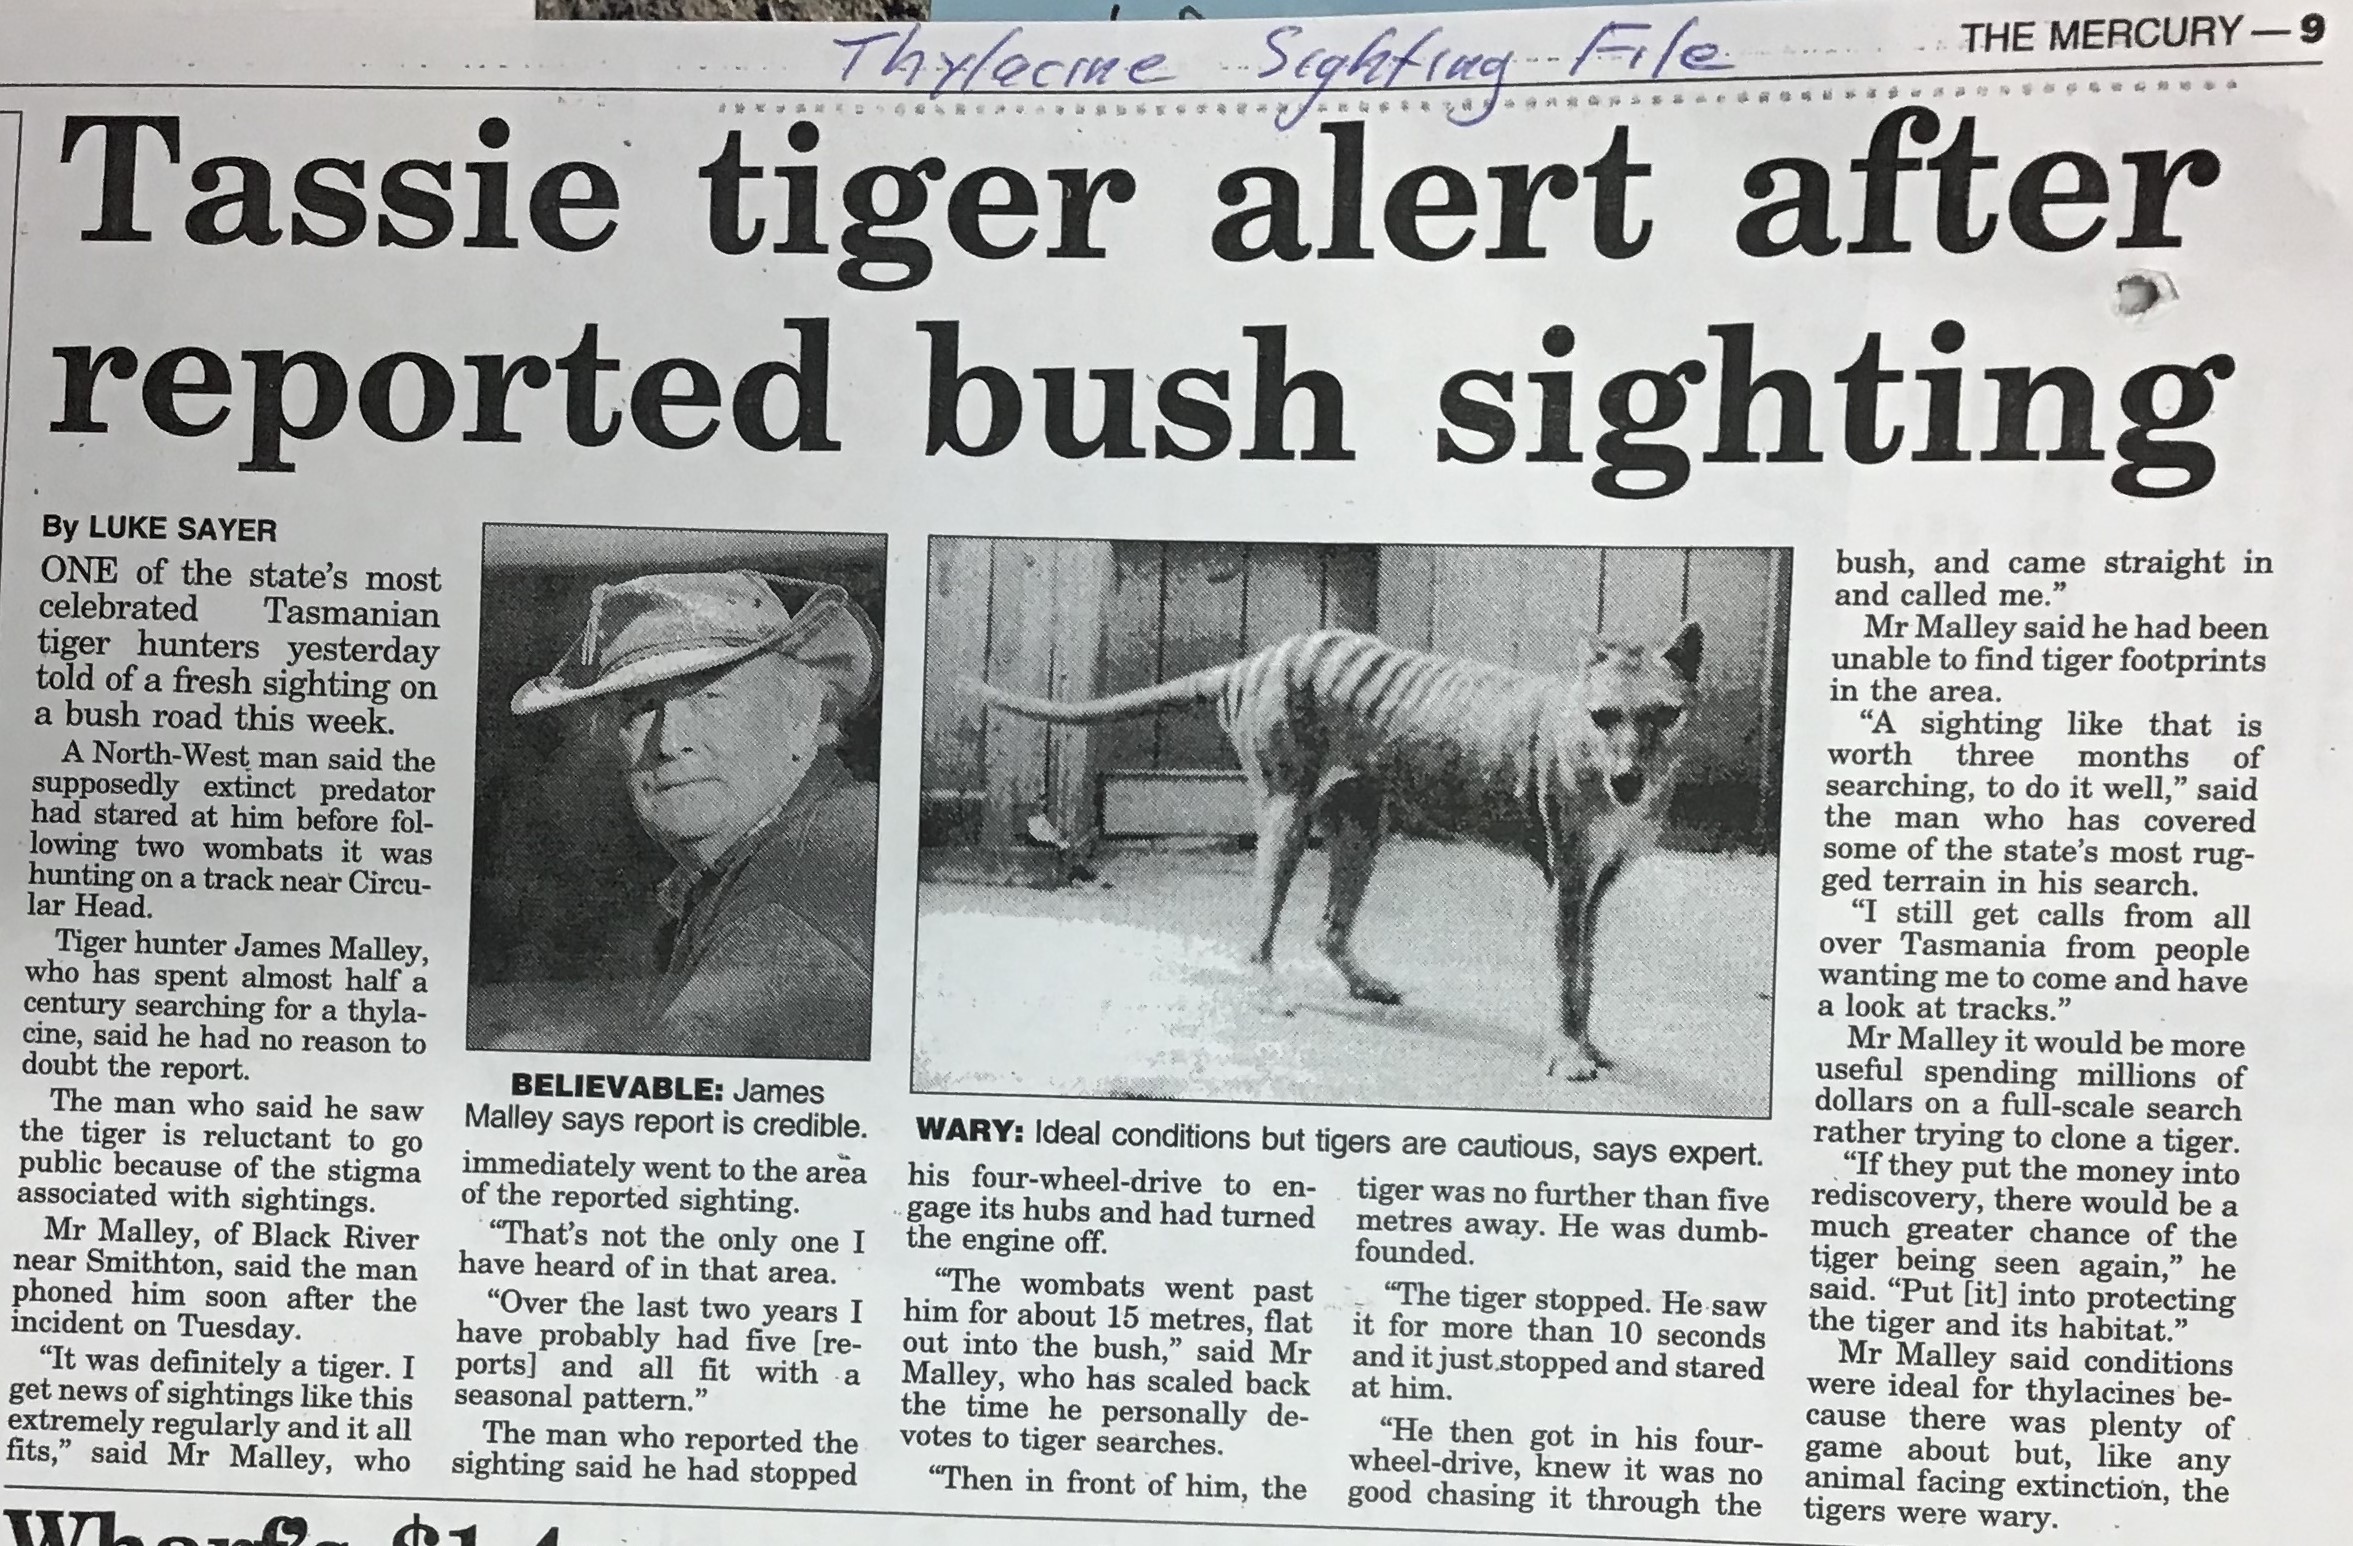 Thylacine Sighting File
THE MERCURY — 9
Tassie tiger alert after
reported bush sighting
By LUKE SAYER
ONE of the state's most
celebrated Tasmanian
tiger hunters yesterday
told of a fresh sighting on
a bush road this week.
A North-West man said the
supposedly extinct predator
had stared at him before fol-
lowing two wombats it was
hunting on a track near Circu-
lar Head.
Tiger hunter James Malley,
who has spent almost half a
century searching for a thyla-
cine, said he had no reason to
doubt the report.
The man who said he saw
the tiger is reluctant to go
public because of the stigma
associated with sightings.
Mr Malley, of Black River
near Smithton, said the man
phoned him soon after the
incident on Tuesday.
“It was definitely a tiger. I
get news of sightings like this
extremely regularly and it all
fits,” said Mr Malley, who
BELIEVABLE: James
Malley says report is credible.
immediately went to the area
of the reported sighting.
“That's not the only one I
have heard of in that area.
“Over the last two years I
have probably had five [re-
ports] and all fit with a
seasonal pattern.”
The man who reported the
sighting said he had stopped
WARY: Ideal conditions but tigers are cautious, says expert.
his four-wheel-drive to en-
gage its hubs and had turned
the engine off.
“The wombats went past
him for about 15 metres, flat
out into the bush,” said Mr
Malley, who has scaled back
the time he personally de-
votes to tiger searches.
“Then in front of him, the
tiger was no further than five
metres away. He was dumb-
founded.
“The tiger stopped. He saw
it for more than 10 seconds
and it just stopped and stared
at him.
“He then got in his four-
wheel-drive, knew it was no
good chasing it through the
bush, and came straight in
and called me.”
Mr Malley said he had been
unable to find tiger footprints
in the area.
“A sighting like that is
worth three months of
searching, to do it well,” said
the man who has covered
some of the state's most rug-
ged terrain in his search.
“I still get calls from all
over Tasmania from people
wanting me to come and have
a look at tracks.”
Mr Malley it would be more
useful spending millions of
dollars on a full-scale search
rather trying to clone a tiger.
“If they put the money into
rediscovery, there would be a
much greater chance of the
tiger being seen again,” he
said. “Put [it] into protecting
the tiger and its habitat.”
Mr Malley said conditions
were ideal for thylacines be-
cause there was plenty of
game about but, like any
animal facing extinction, the
tigers were wary.